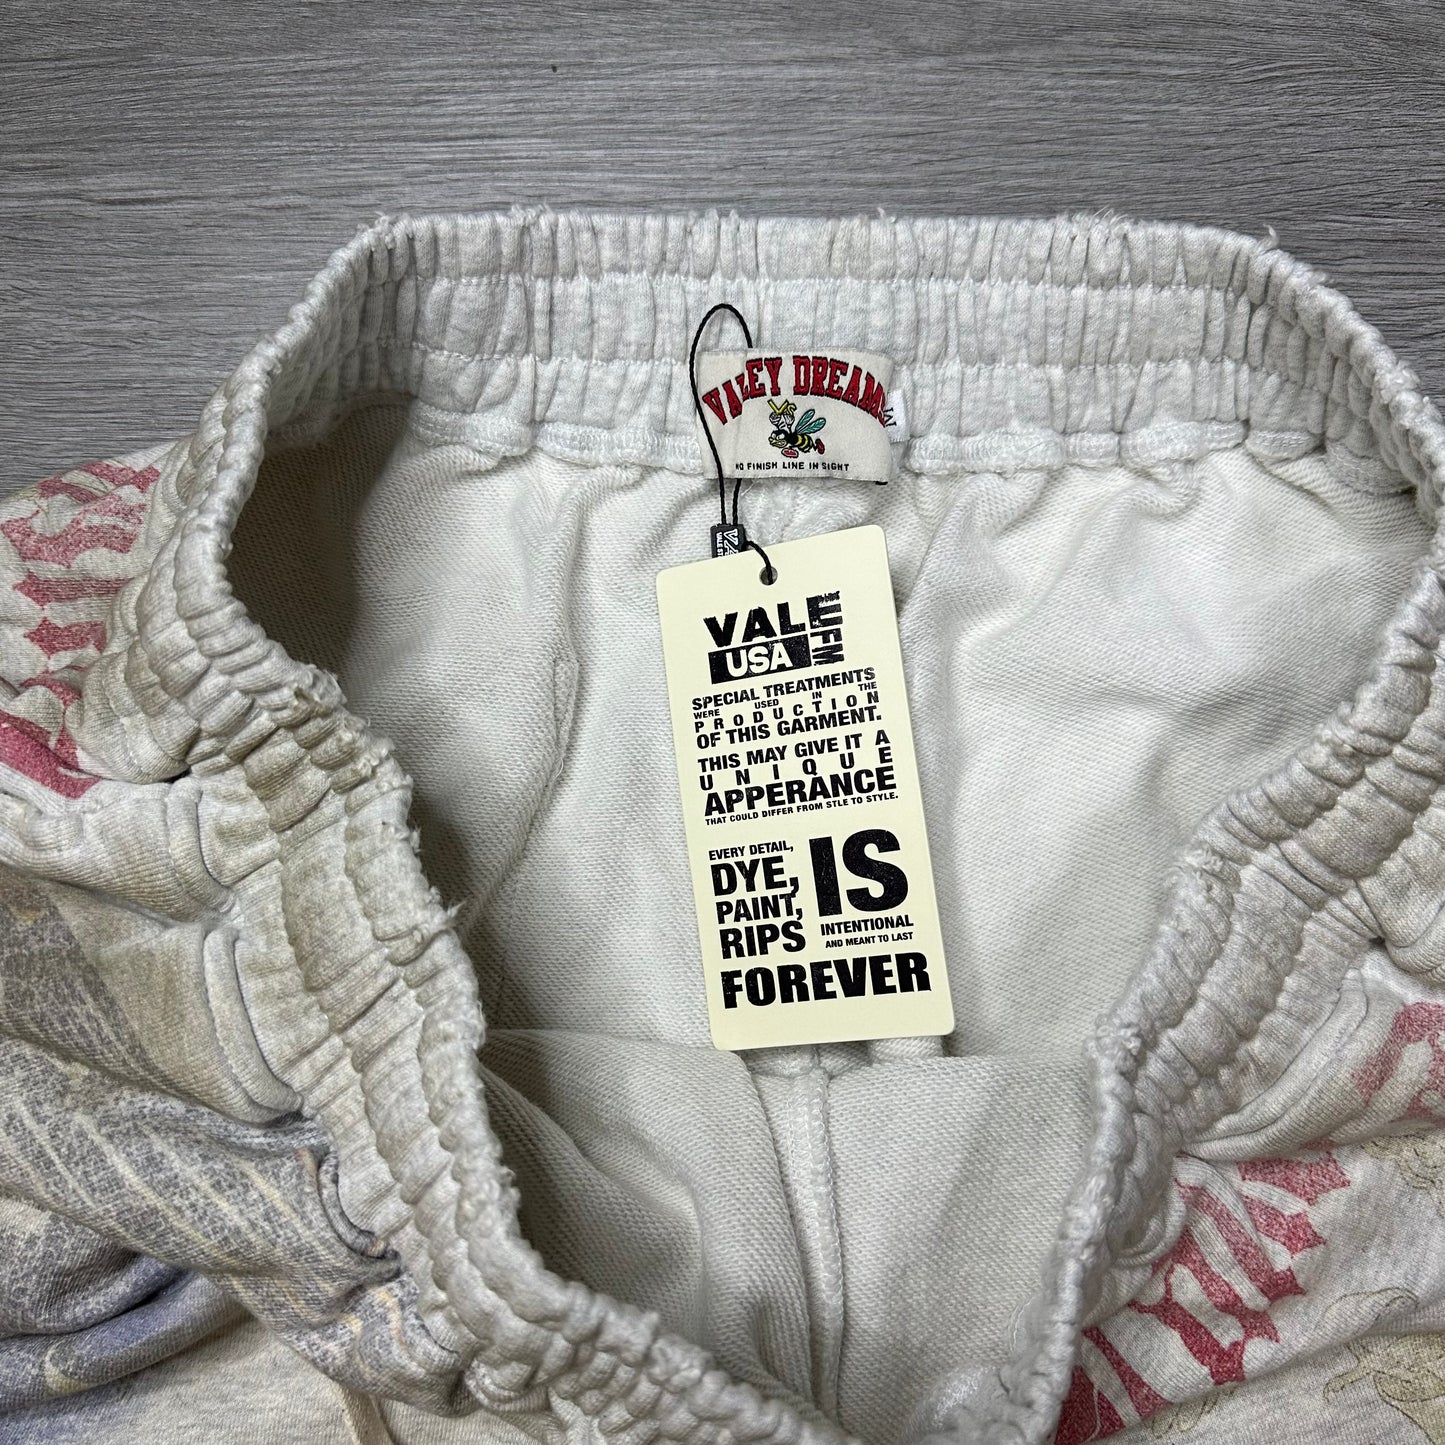 VALEY DREAMS
VS
NO FINISH LINE IN SIGHT
M
VALE
UFM
USA
SPECIAL TREATMENTS
WERE USED IN THE
PRODUCTION
OF THIS GARMENT.
THIS MAY GIVE IT A
UNIQUE
APPERANCE
THAT COULD DIFFER FROM STLE TO STYLE.
EVERY DETAIL,
DYE,
PAINT,
RIPS
IS
INTENTIONAL
AND MEANT TO LAST
FOREVER